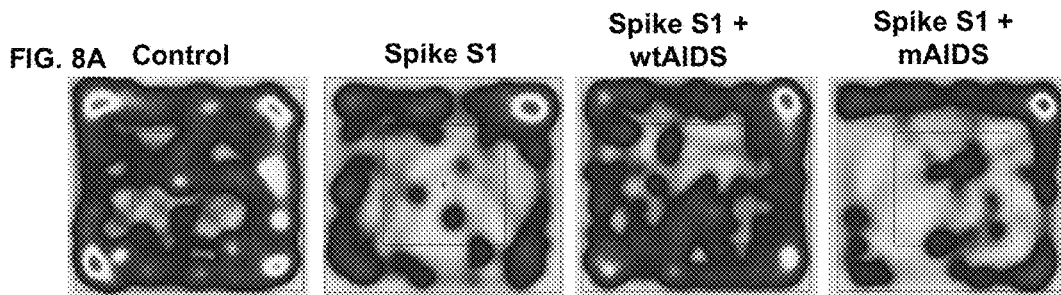 FIG. 8A Control
Spike S1
Spike S1 +
wtAIDS
Spike S1 +
mAIDS